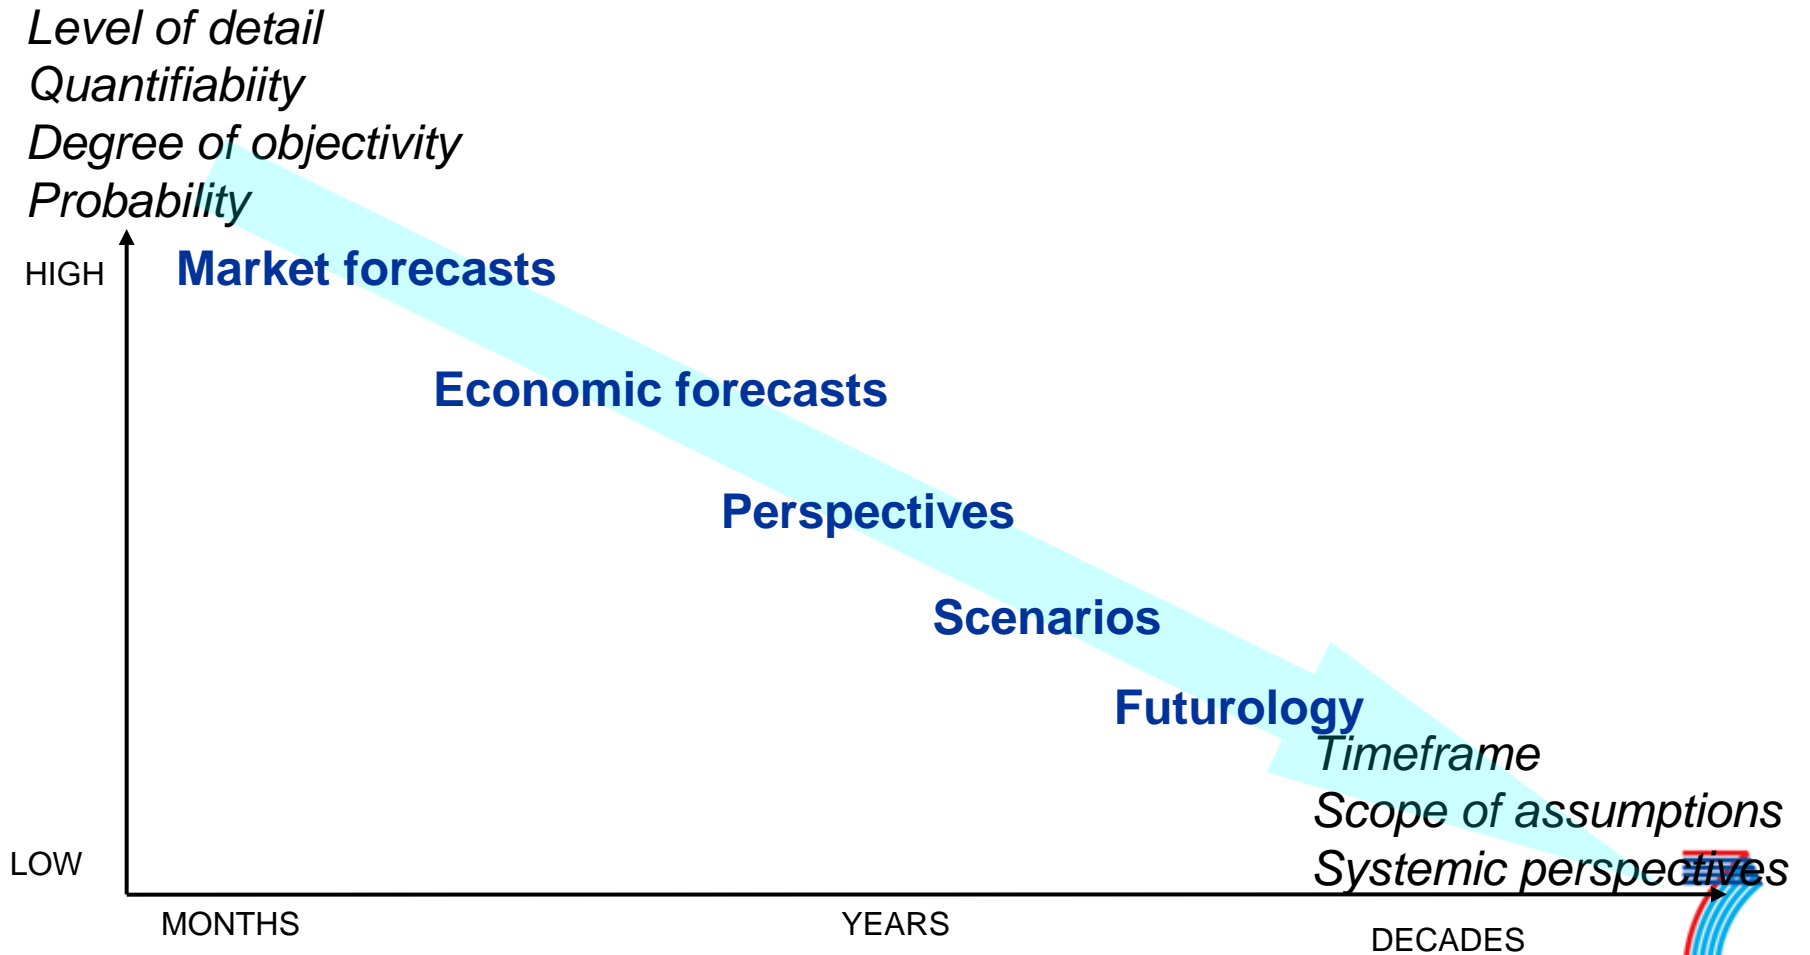 Level of detail
Quantifiabiity
Degree of objectivity
Probability
HIGH
Market forecasts
Economic forecasts
Perspectives
Scenarios
Futurology
Timeframe
Scope of assumptions
Systemic perspectives
LOW
MONTHS
YEARS
DECADES